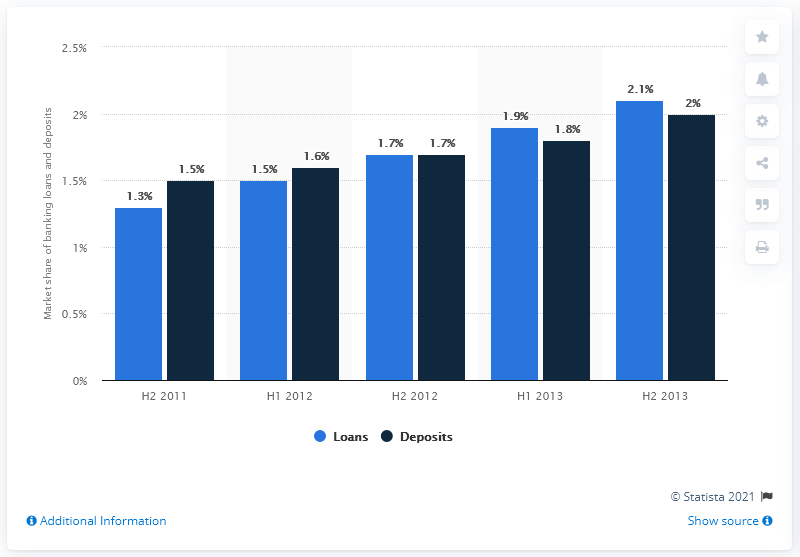 Market share of banking loans and deposits
2.5%
2%
1.5%
1%
0.5%
0%
1.3%
1.5%
1.5%
1.6%
1.7%
1.7%
1.9%
1.8%
2.1%
2%
H2 2011
H1 2012
H2 2012
H1 2013
H2 2013
Loans
Deposits
© Statista 2021
Additional Information
Show source